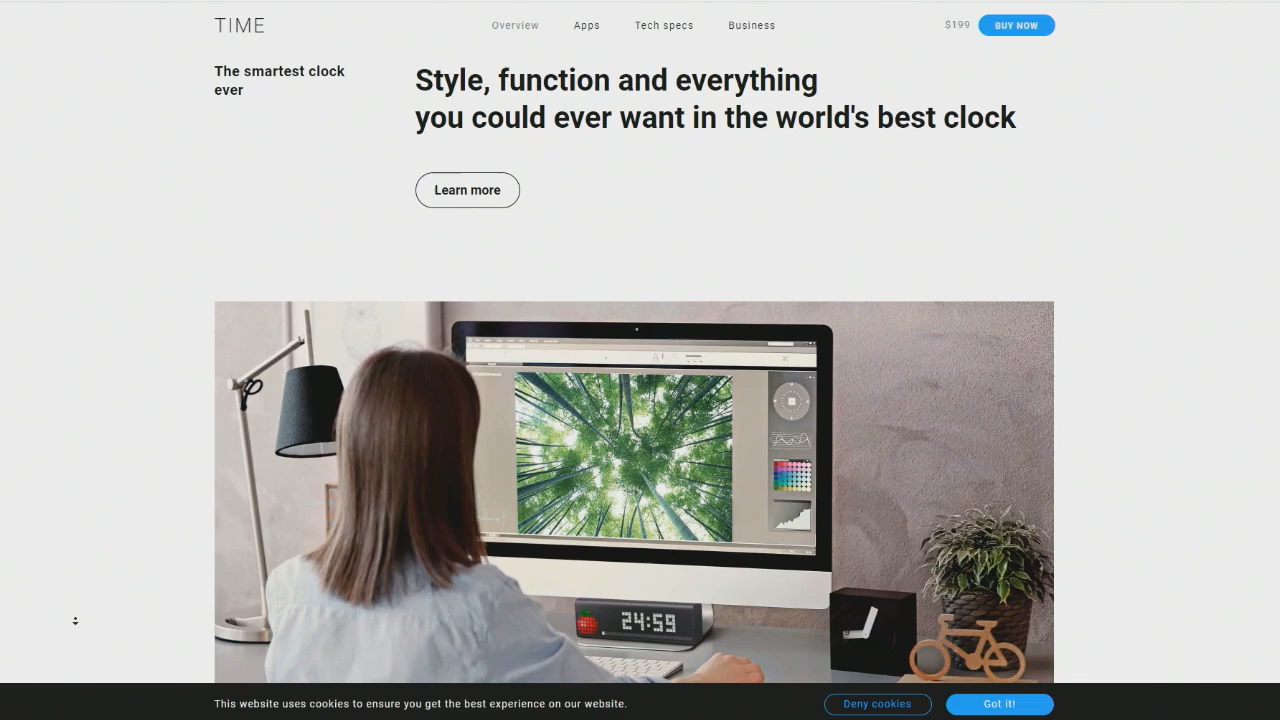 TIME
Overview
Apps
Tech specs
Business
$199
BUY NOW
The smartest clock
ever
Style, function and everything
you could ever want in the world's best clock
Learn more
24:59
This website uses cookies to ensure you get the best experience on our website.
Deny cookies
Got it!